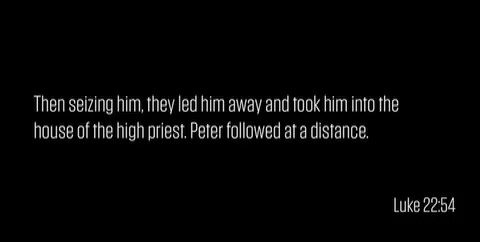 Then seizing him, they led him away and took him into the
house of the high priest. Peter followed at a distance.
Luke 22:54